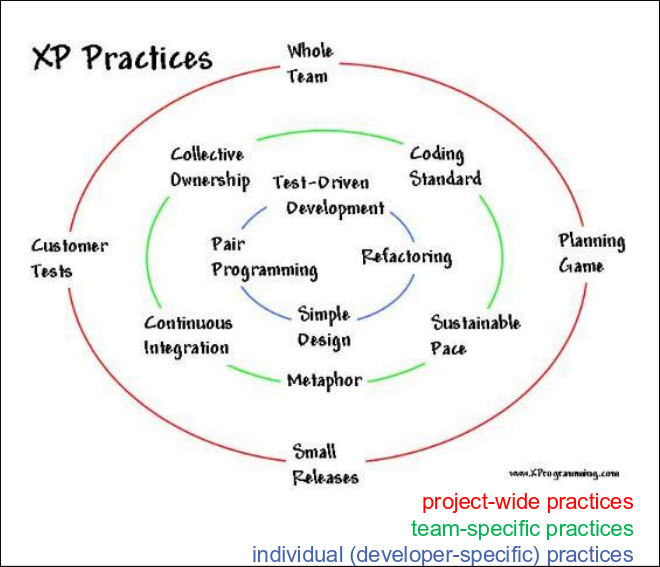 XP Practices
Whole
Team
Collective
Ownership
Test-Driven
Development
Coding
Standard
Customer
Tests
Pair
Programming
Refactoring
Planning
Game
Continuous
Integration
Simple
Design
Sustainable
Pace
Metaphor
Small
Releases
www.XProgramming.com
project-wide practices
team-specific practices
individual (developer-specific) practices